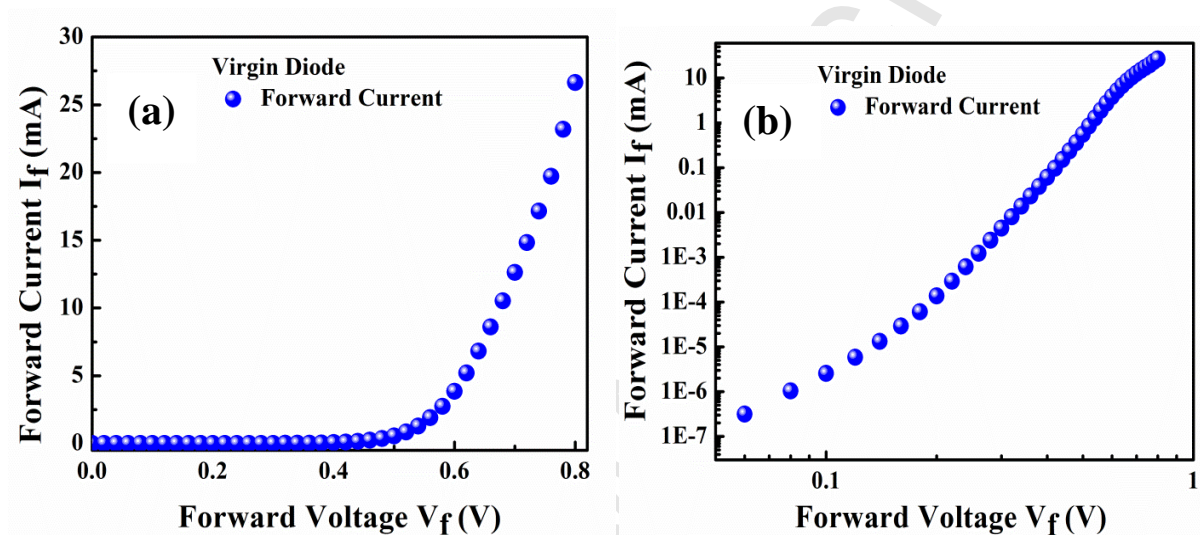 30
25
20
15
10
5
0
Forward Current If (mA)
(a)
Virgin Diode
Forward Current
0.0 0.2 0.4 0.6 0.8
Forward Voltage Vf (V)
10
1
0.1
0.01
1E-3
1E-4
1E-5
1E-6
1E-7
Forward Current If (mA)
(b)
Virgin Diode
Forward Current
0.1 1
Forward Voltage Vf (V)